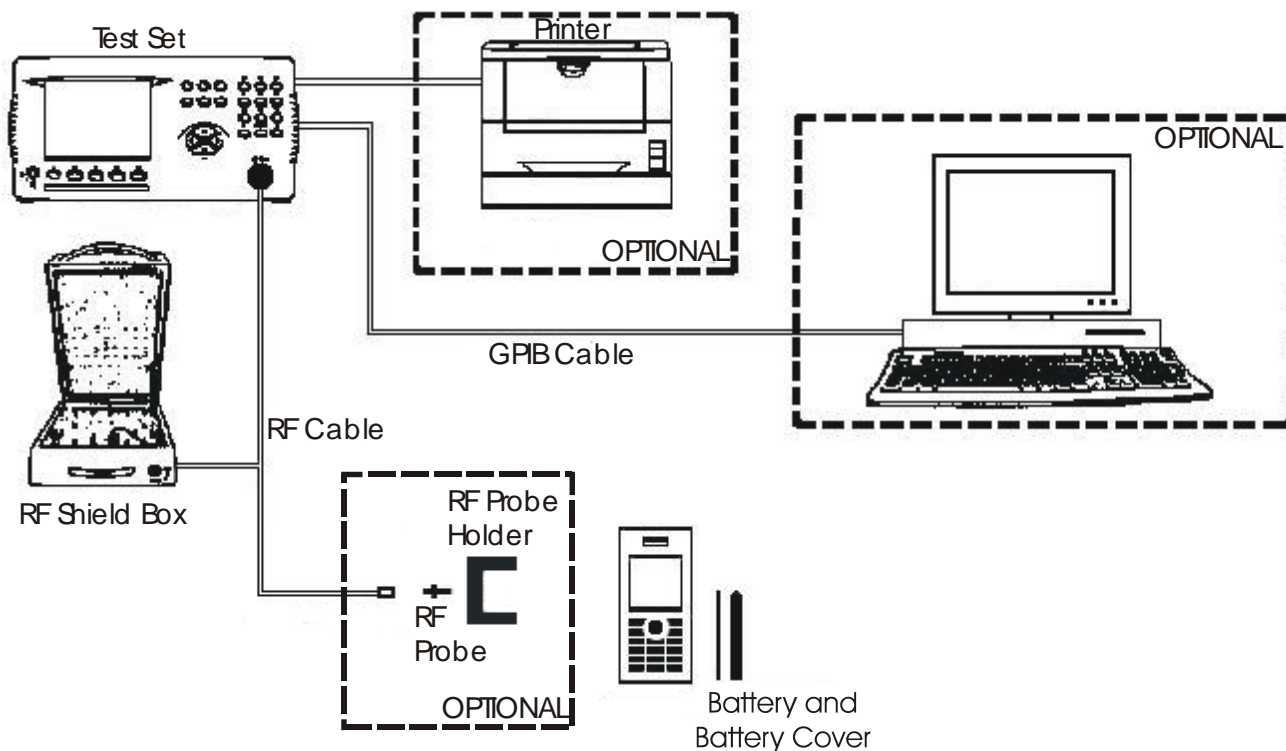 Test Set
Printer
OPTIONAL
OPTIONAL
GPIB Cable
RF Cable
RF Shield Box
RF Probe
Holder
RF
Probe
OPTIONAL
Battery and
Battery Cover